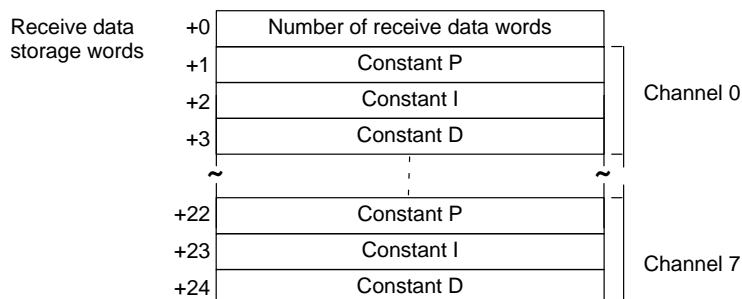 Receive data
storage words
+0 Number of receive data words
+1 Constant P
+2 Constant I
+3 Constant D
Channel 0
~ ~
+22 Constant P
+23 Constant I
+24 Constant D
Channel 7